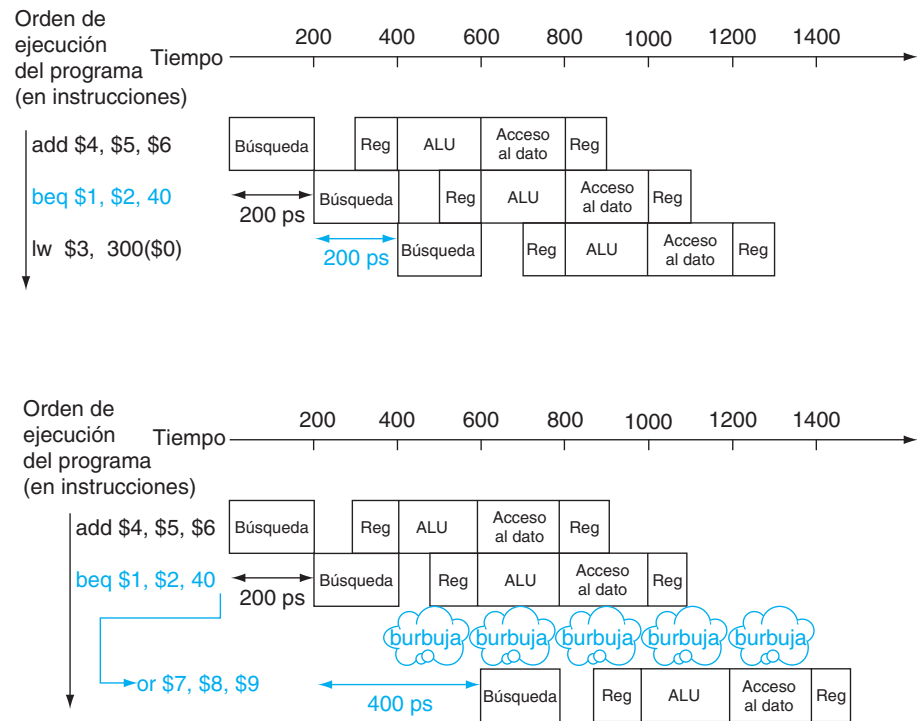 Orden de
ejecución
del programa
(en instrucciones)
Tiempo
200 400 600 800 1000 1200 1400
add $4, $5, $6
Búsqueda Reg ALU Acceso al dato Reg
beq $1, $2, 40
200 ps
Búsqueda Reg ALU Acceso al dato Reg
lw $3, 300($0)
200 ps
Búsqueda Reg ALU Acceso al dato Reg
Orden de
ejecución
del programa
(en instrucciones)
Tiempo
200 400 600 800 1000 1200 1400
add $4, $5, $6
Búsqueda Reg ALU Acceso al dato Reg
beq $1, $2, 40
200 ps
Búsqueda Reg ALU Acceso al dato Reg
burbuja burbuja burbuja burbuja burbuja
or $7, $8, $9
400 ps
Búsqueda Reg ALU Acceso al dato Reg